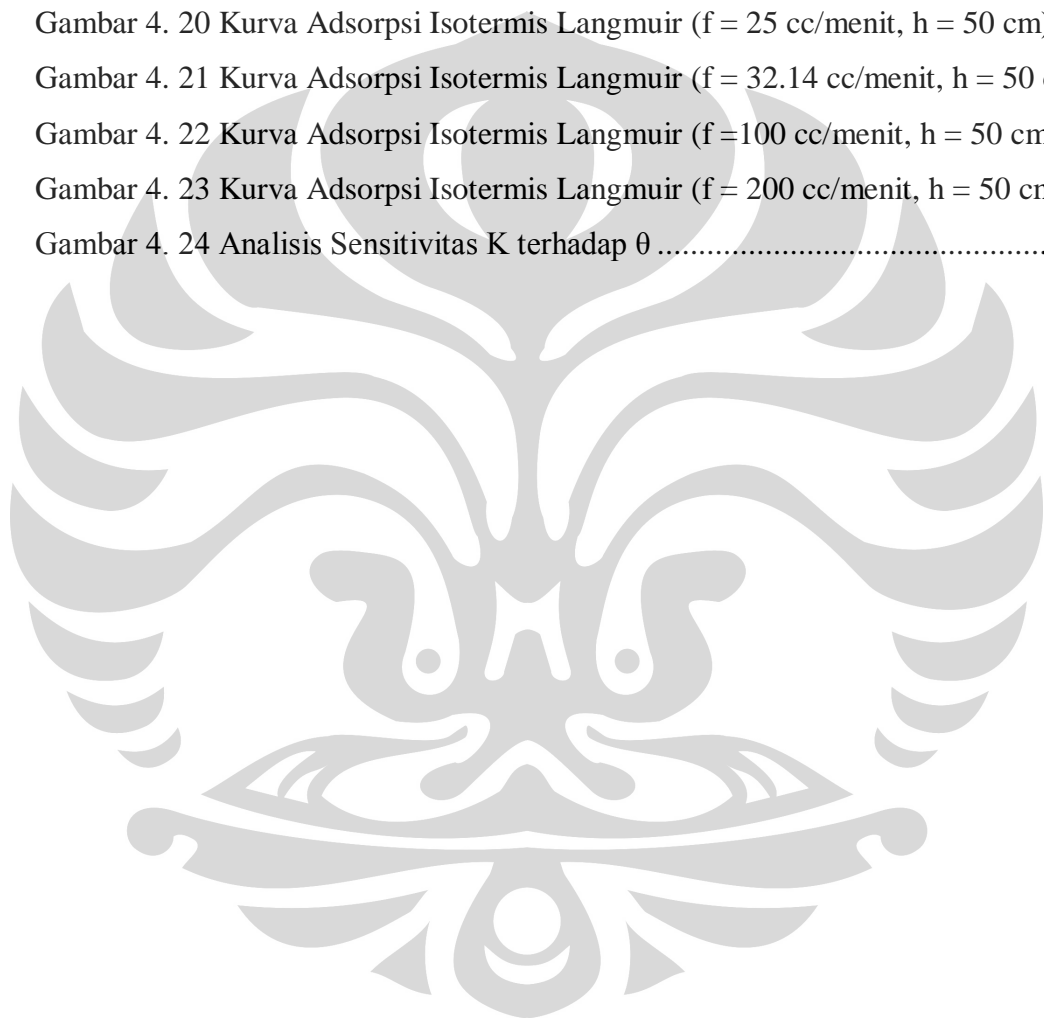 Gambar 4. 20 Kurva Adsorpsi Isotermis Langmuir (f = 25 cc/menit, h = 50 cm)
Gambar 4. 21 Kurva Adsorpsi Isotermis Langmuir (f = 32.14 cc/menit, h = 50
Gambar 4. 22 Kurva Adsorpsi Isotermis Langmuir (f =100 cc/menit, h = 50 cm
Gambar 4. 23 Kurva Adsorpsi Isotermis Langmuir (f = 200 cc/menit, h = 50 cm
Gambar 4. 24 Analisis Sensitivitas K terhadap θ ................................................